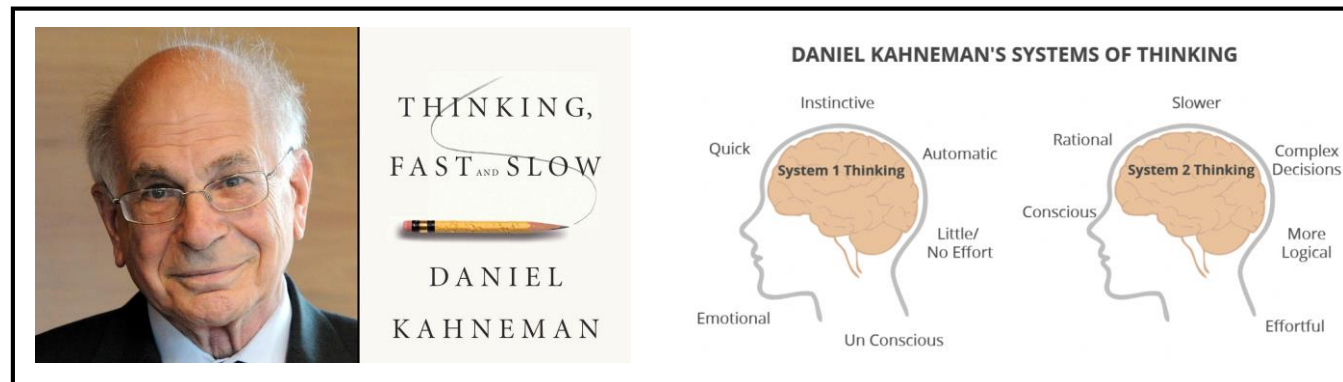 THINKING,
FAST AND SLOW
DANIEL
KAHNEMAN
DANIEL KAHNEMAN'S SYSTEMS OF THINKING
Instinctive
Quick
Automatic
System 1 Thinking
Little/
No Effort
Emotional
Un Conscious
Slower
Rational
Complex
Decisions
System 2 Thinking
Conscious
More
Logical
Effortful